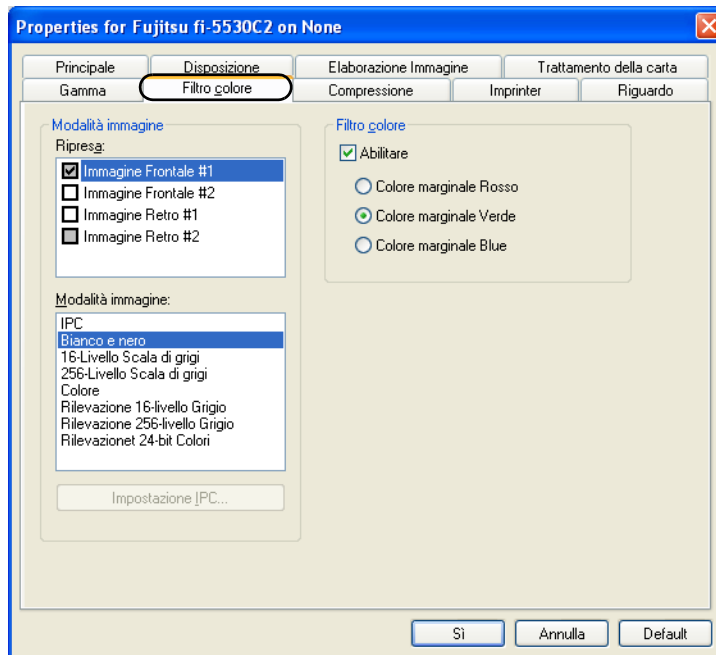 Properties for Fujitsu fi-5530C2 on None
Principale Disposizione Elaborazione Immagine Trattamento della carta
Gamma Filtro colore Compressione Imprinter Riguardo
Modalità immagine
Ripresa:
Immagine Frontale #1
Immagine Frontale #2
Immagine Retro #1
Immagine Retro #2
Modalità immagine:
IPC
Bianco e nero
16-Livello Scala di grigi
256-Livello Scala di grigi
Colore
Rilevazione 16-livello Grigio
Rilevazione 256-livello Grigio
Rilevazionet 24-bit Colori
Impostazione IPC...
Filtro colore
Abilitare
Colore marginale Rosso
Colore marginale Verde
Colore marginale Blue
Sì Annulla Default